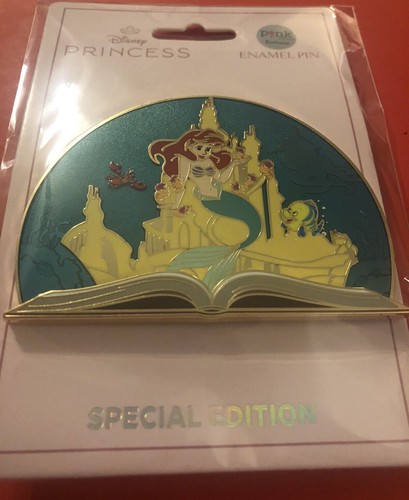 Disney
PRINCESS
pink
ENAMEL PIN
SPECIAL EDITION